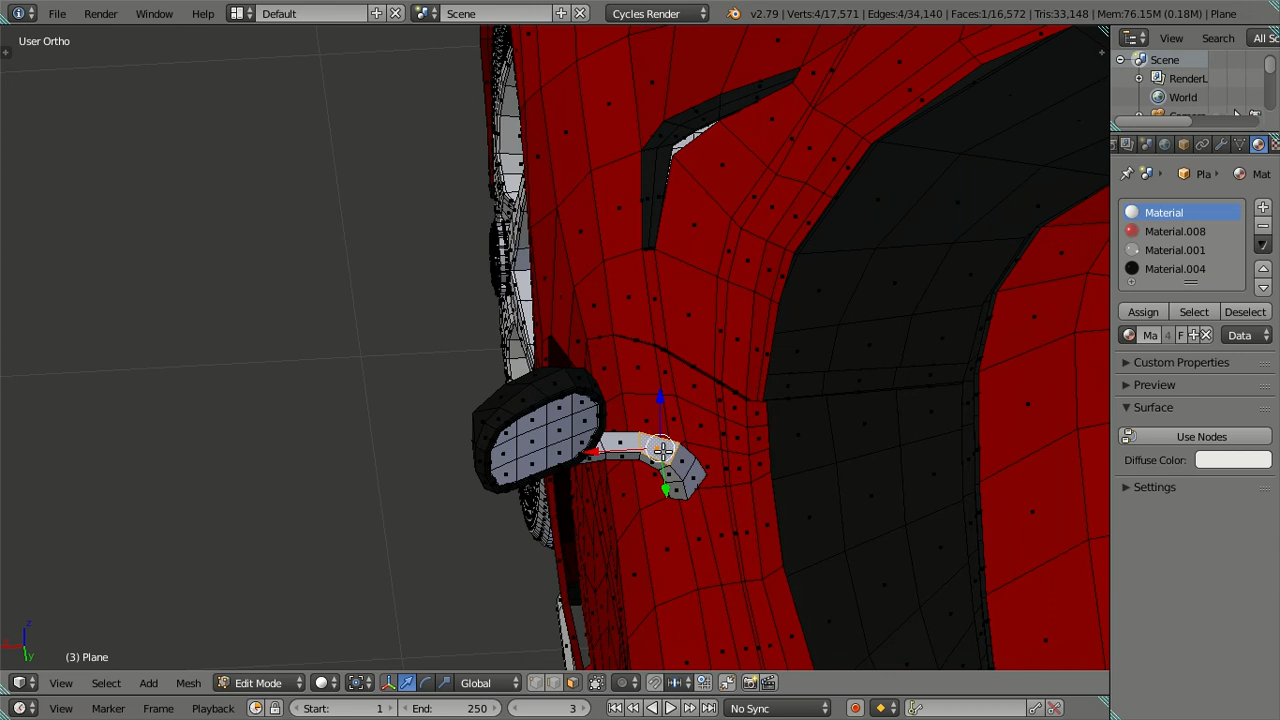 File Render Window Help Default Scene Cycles Render v2.79 | Verts:4/17,571 | Edges:4/34,140 | Faces:1/16,572 | Tris:33,148 | Mem:76.15M (0.18M) | Plane
User Ortho
View Search All Sc
Scene
RenderL
World
Pla Mat
Material
Material.008
Material.001
Material.004
Assign Select Deselect
Ma 4 F Data
Custom Properties
Preview
Surface
Use Nodes
Diffuse Color:
Settings
z
y
(3) Plane
View Select Add Mesh Edit Mode Global
View Marker Frame Playback Start: 1 End: 250 3 No Sync